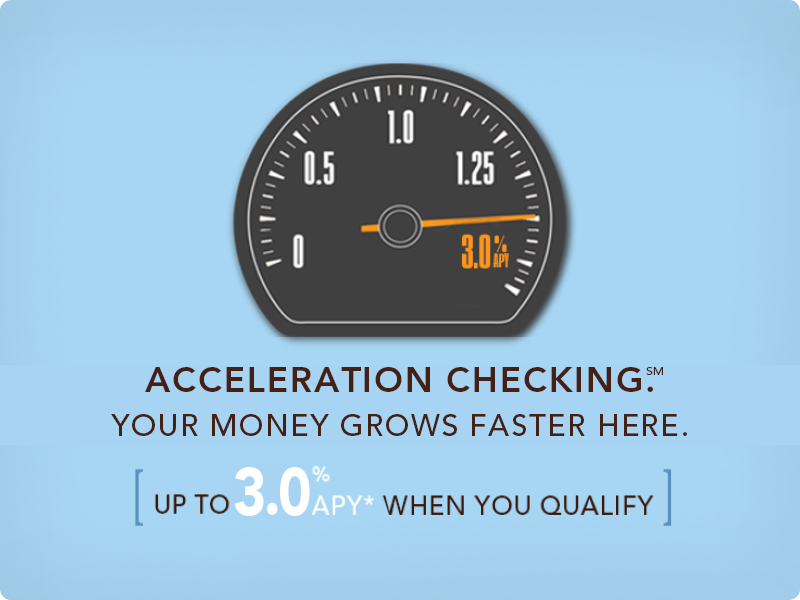 1.0
0.5
1.25
0
3.0% APY
ACCELERATION CHECKING.℠
YOUR MONEY GROWS FASTER HERE.
[ UP TO 3.0% APY* WHEN YOU QUALIFY ]